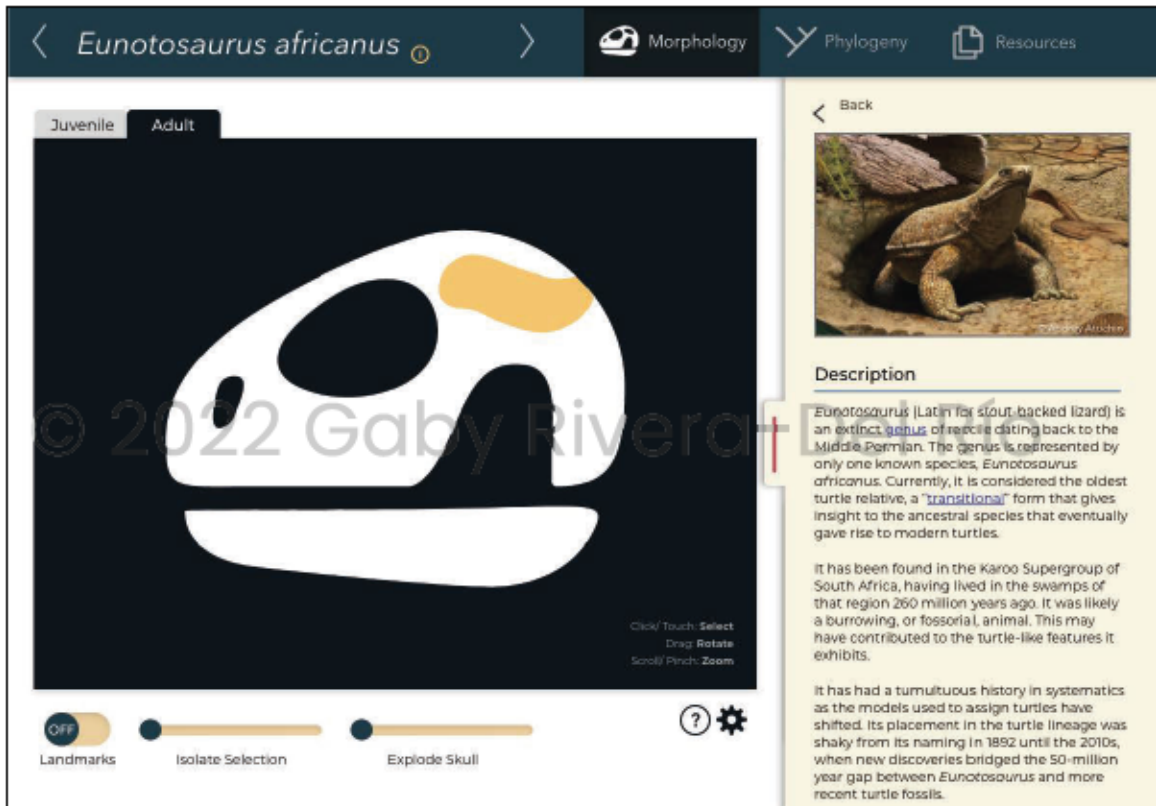 Eunotosaurus africanus
Morphology
Phylogeny
Resources
Juvenile
Adult
Click/ Touch: Select
Drag: Rotate
Scroll/ Pinch: Zoom
OFF
Landmarks
Isolate Selection
Explode Skull
?
Back
Description
Eunotosaurus (Latin for stout-backed lizard) is
an extinct genus of reptile dating back to the
Middle Permian. The genus is represented by
only one known species, Eunotosaurus
africanus. Currently, it is considered the oldest
turtle relative, a "transitional" form that gives
insight to the ancestral species that eventually
gave rise to modern turtles.
It has been found in the Karoo Supergroup of
South Africa, having lived in the swamps of
that region 260 million years ago. It was likely
a burrowing, or fossorial, animal. This may
have contributed to the turtle-like features it
exhibits.
It has had a tumultuous history in systematics
as the models used to assign turtles have
shifted. Its placement in the turtle lineage was
shaky from its naming in 1892 until the 2010s,
when new discoveries bridged the 50-million
year gap between Eunotosaurus and more
recent turtle fossils.
© 2022 Gaby Rivera-Del Río